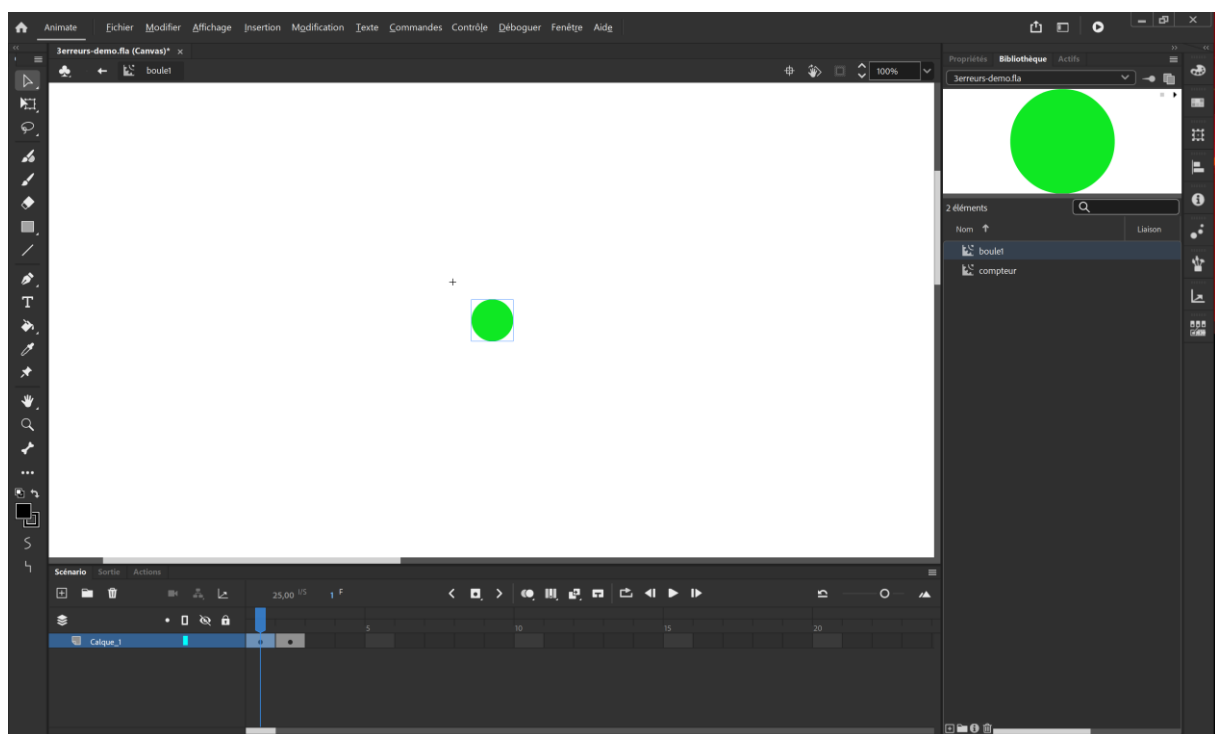 Animate Fichier Modifier Affichage Insertion Modification Texte Commandes Contrôle Déboguer Fenêtre Aide
3erreurs-demo.fla (Canvas)* ×
boule1
100%
Propriétés Bibliothèque Actifs
3erreurs-demo.fla
2 éléments
Nom Liaison
boule1
compteur
Scénario Sortie Actions
25,00 I/S 1 F
5 10 15 20
Calque_1